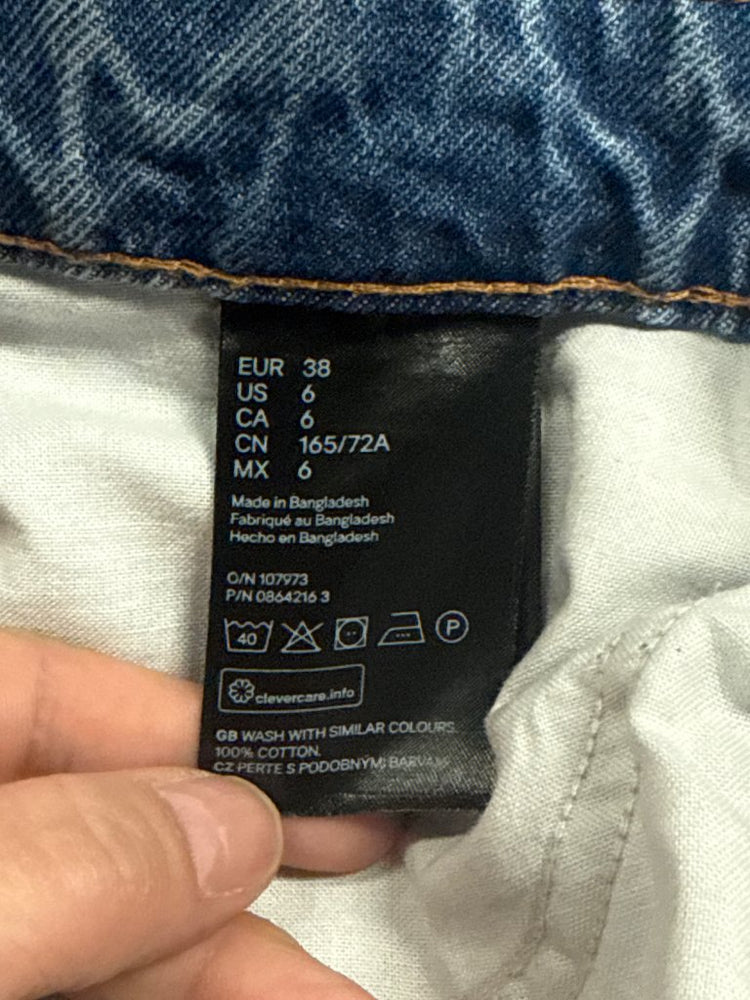 EUR 38
US 6
CA 6
CN 165/72A
MX 6
Made in Bangladesh
Fabriqué au Bangladesh
Hecho en Bangladesh
O/N 107973
P/N 0864216 3
40 P
clevercare.info
GB WASH WITH SIMILAR COLOURS.
100% COTTON.
CZ PERTE S PODOBNÝMI BARVAMI